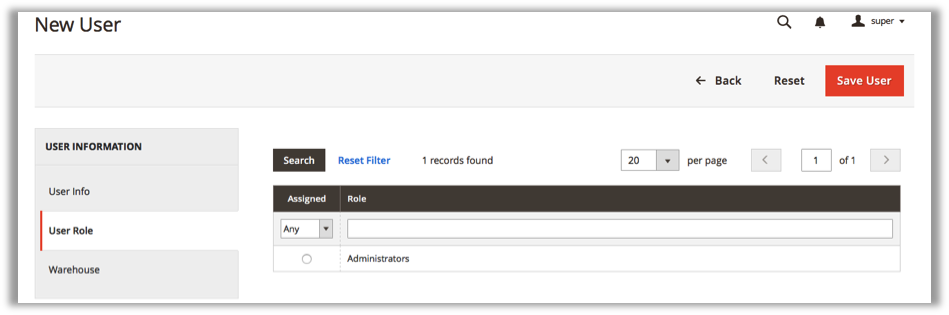 New User
super
Back
Reset
Save User
USER INFORMATION
User Info
User Role
Warehouse
Search
Reset Filter
1 records found
20
per page
1
of 1
Assigned
Role
Any
Administrators